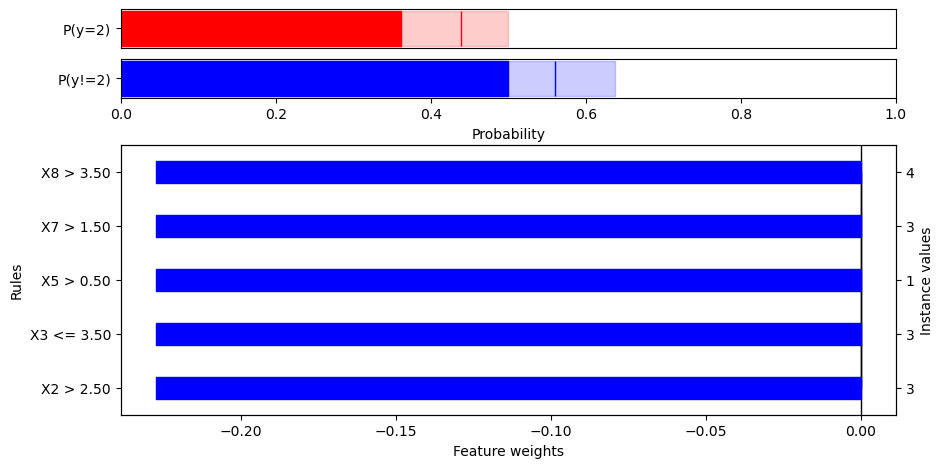 P(y=2)
P(y!=2)
0.0 0.2 0.4 0.6 0.8 1.0
Probability
X8 > 3.50 4
X7 > 1.50 3
X5 > 0.50 1
X3 <= 3.50 3
X2 > 2.50 3
Rules
Instance values
−0.20 −0.15 −0.10 −0.05 0.00
Feature weights